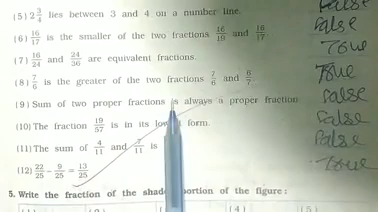 False
(5) 2 3/4 lies between 3 and 4 on a number line.
False
(6) 16/17 is the smaller of the two fractions 16/15 and 16/17.
True
(7) 16/24 and 24/36 are equivalent fractions.
True
(8) 7/6 is the greater of the two fractions 7/6 and 6/7.
False
(9) Sum of two proper fractions is always a proper fraction
False
(10) The fraction 19/57 is in its form.
False
(11) The sum of 4/11 and 7/11 is
True
(12) 22/25 - 9/25 = 13/25
5. Write the fraction of the portion of the figure :
(4) (5)